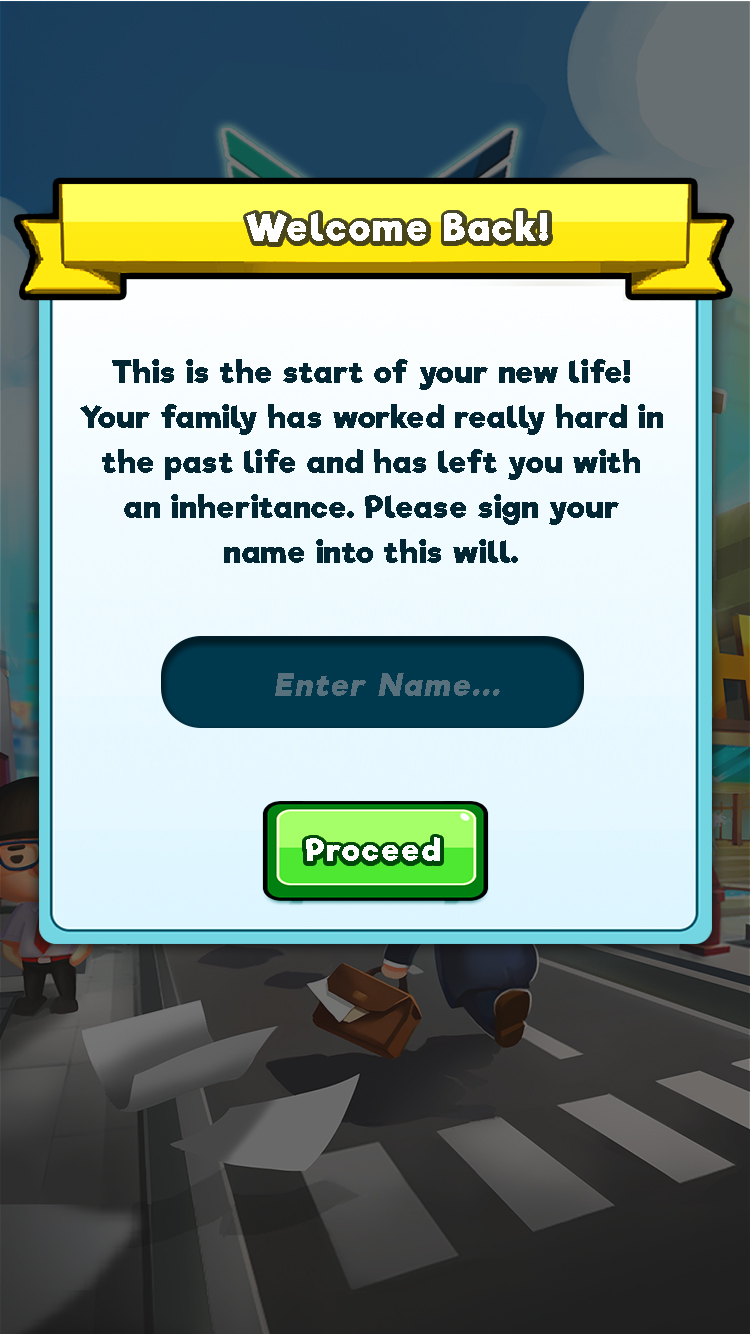 Welcome Back!
This is the start of your new life!
Your family has worked really hard in
the past life and has left you with
an inheritance. Please sign your
name into this will.
Enter Name...
Proceed